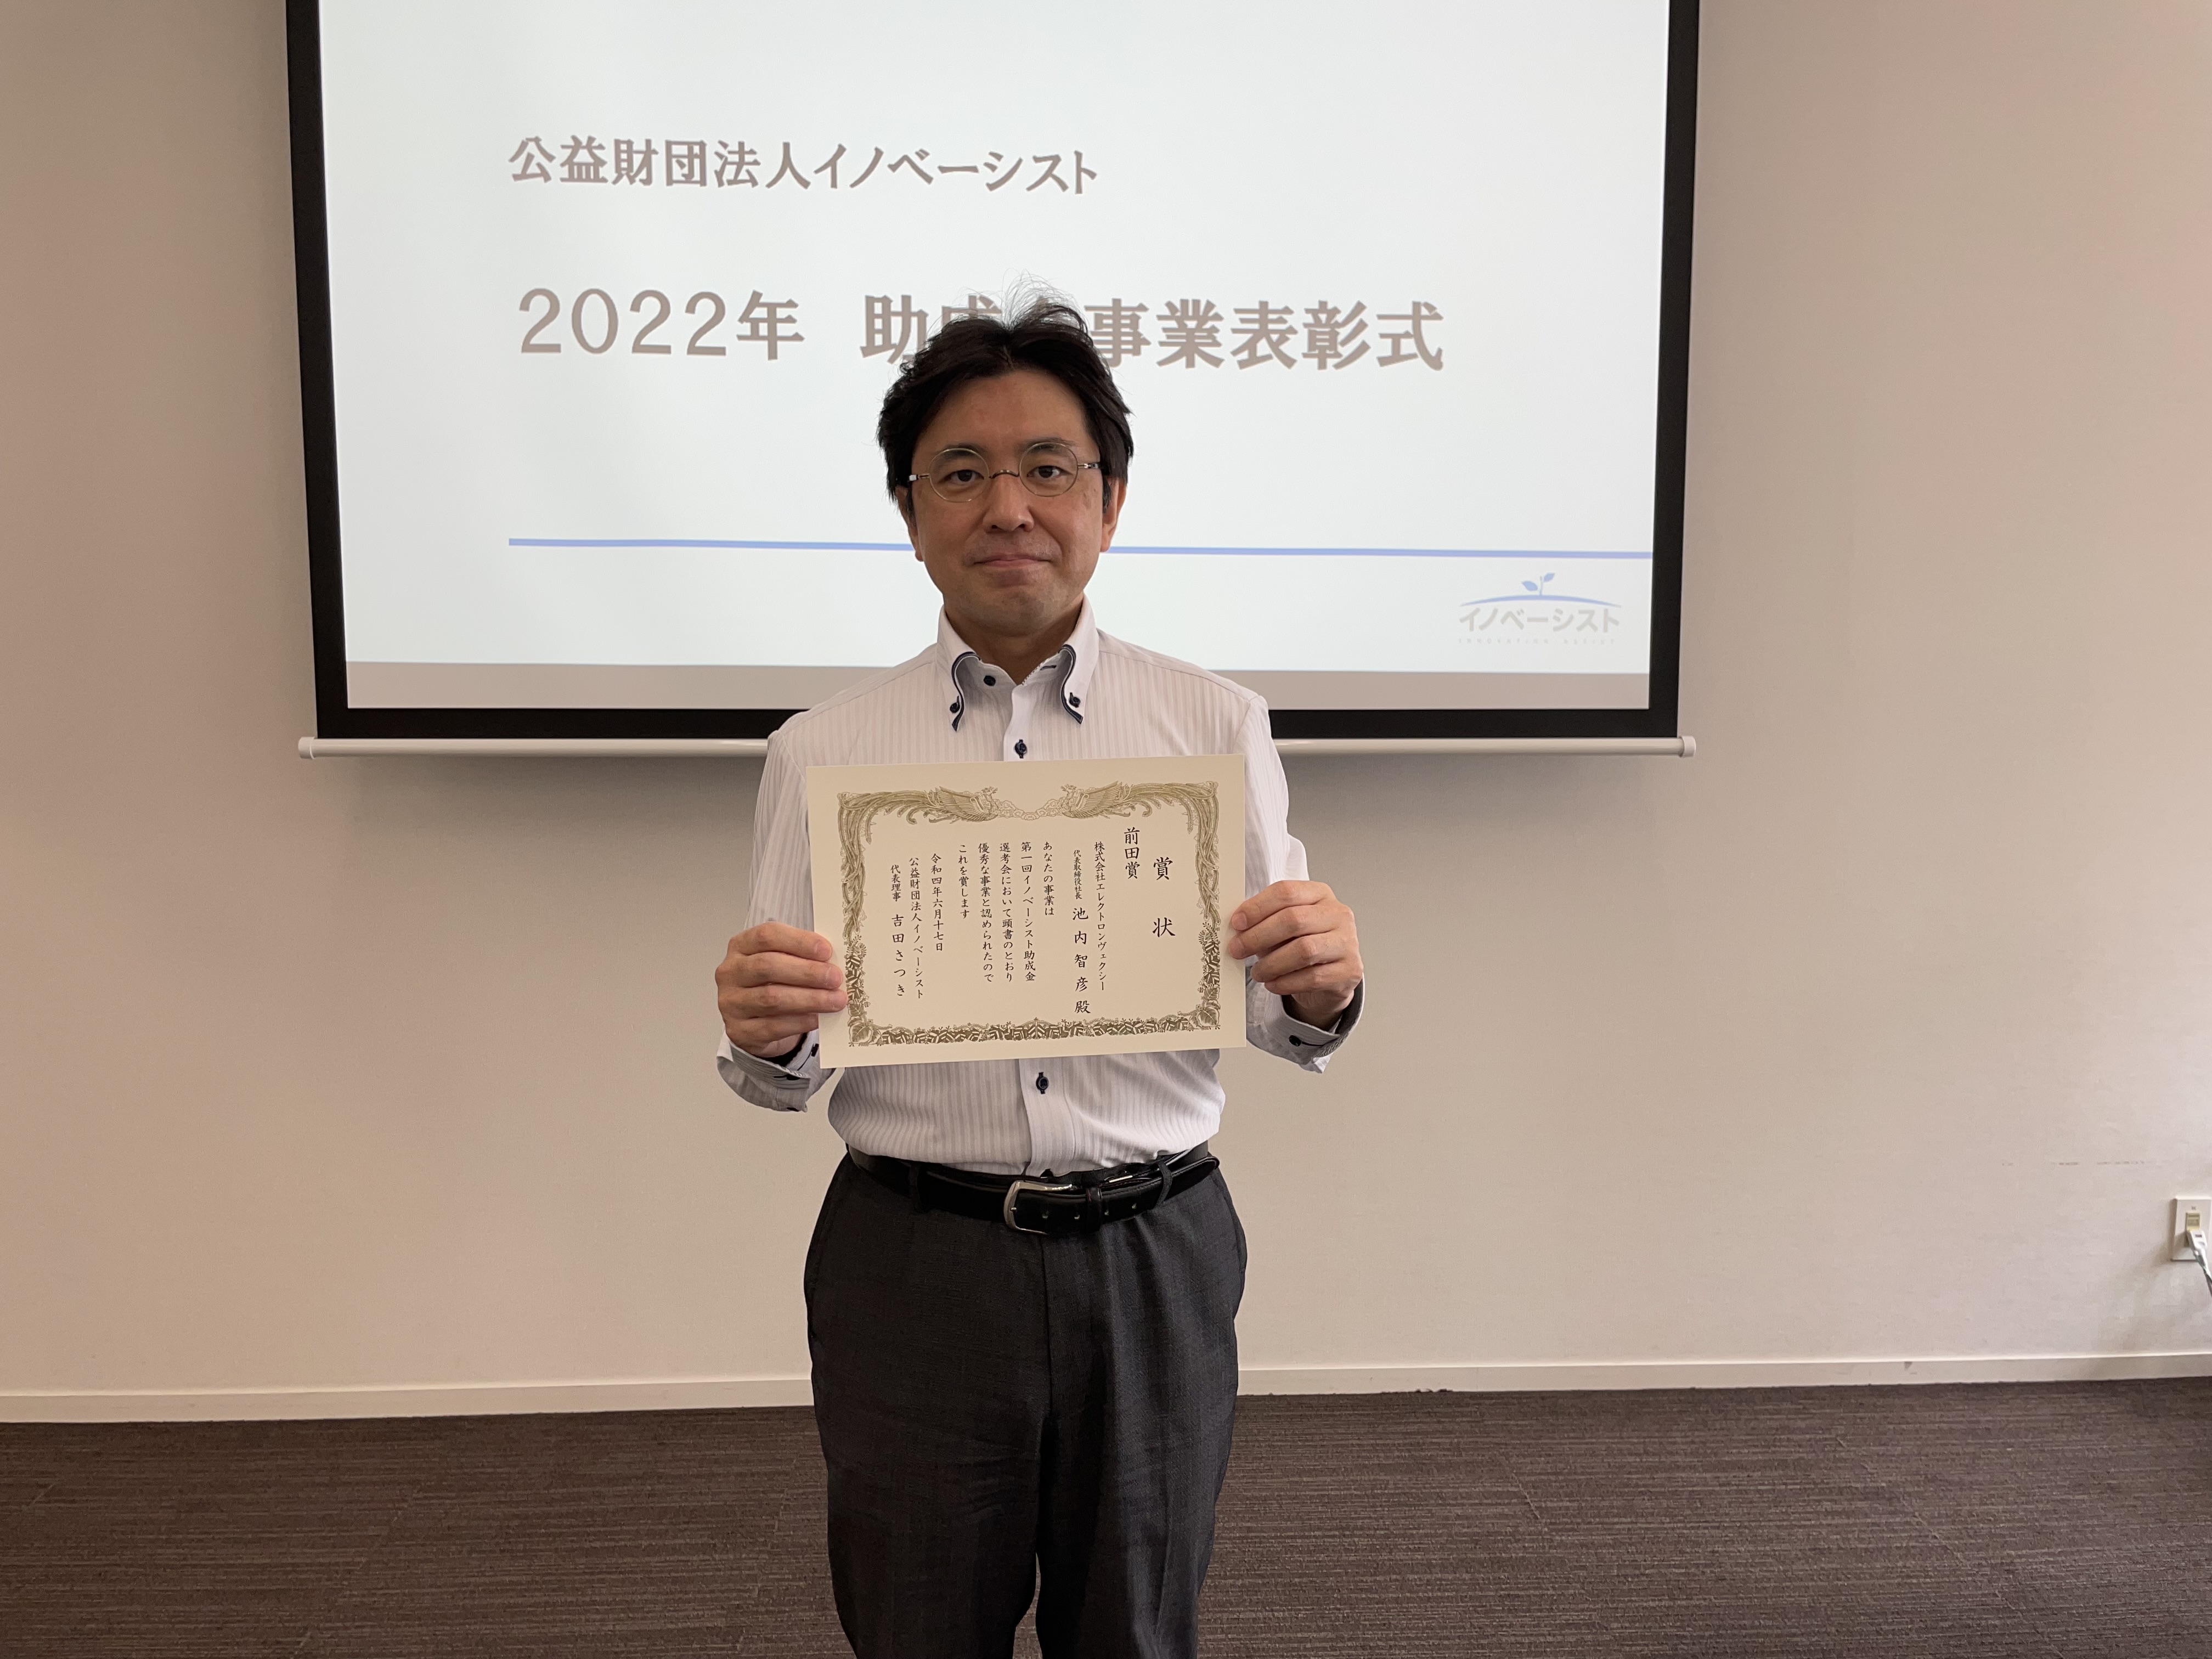 公益財団法人イノベーシスト
2022年 助成 事業表彰式
イノベーシスト
賞状
前田賞
株式会社エレクトロンヴェクシー
代表取締役社長 池内智彦殿
あなたの事業は
第一回イノベーシスト助成金
選考会において頭書のとおり
優秀な事業と認められたので
これを賞します
令和四年六月十七日
公益財団法人イノベーシスト
代表理事 吉田さつき